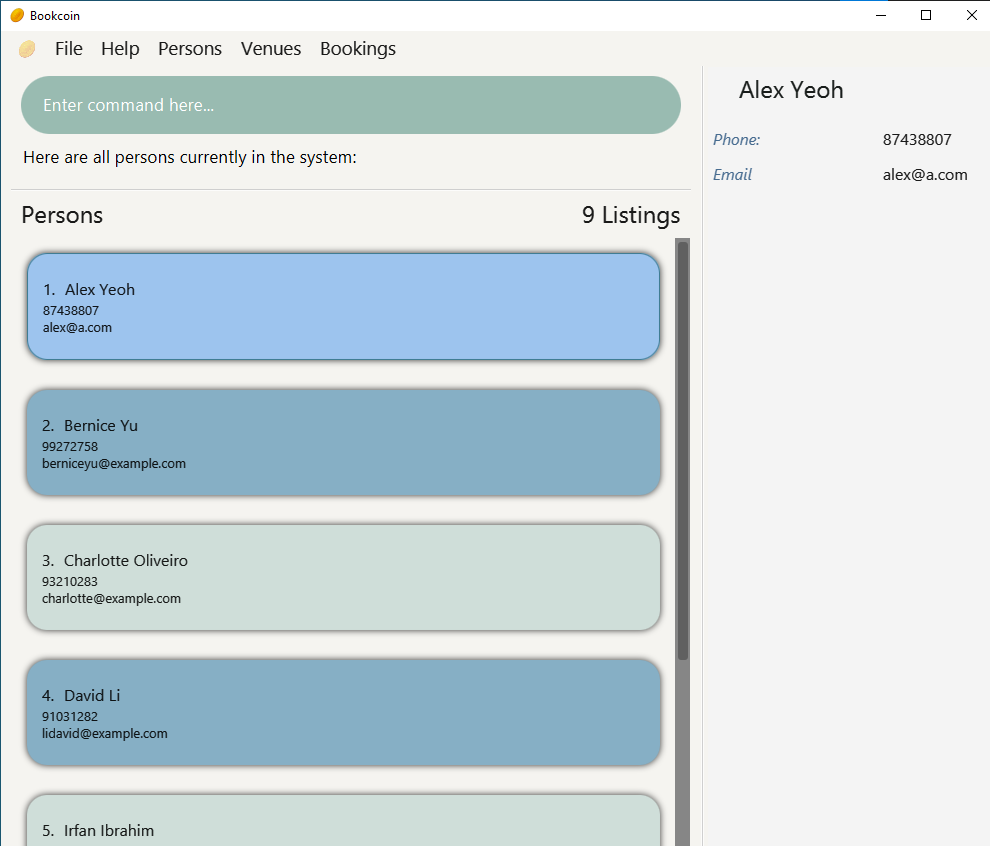 Bookcoin
File Help Persons Venues Bookings
Enter command here...
Here are all persons currently in the system:
Persons 9 Listings
1. Alex Yeoh
87438807
alex@a.com
2. Bernice Yu
99272758
berniceyu@example.com
3. Charlotte Oliveiro
93210283
charlotte@example.com
4. David Li
91031282
lidavid@example.com
5. Irfan Ibrahim
Alex Yeoh
Phone: 87438807
Email alex@a.com